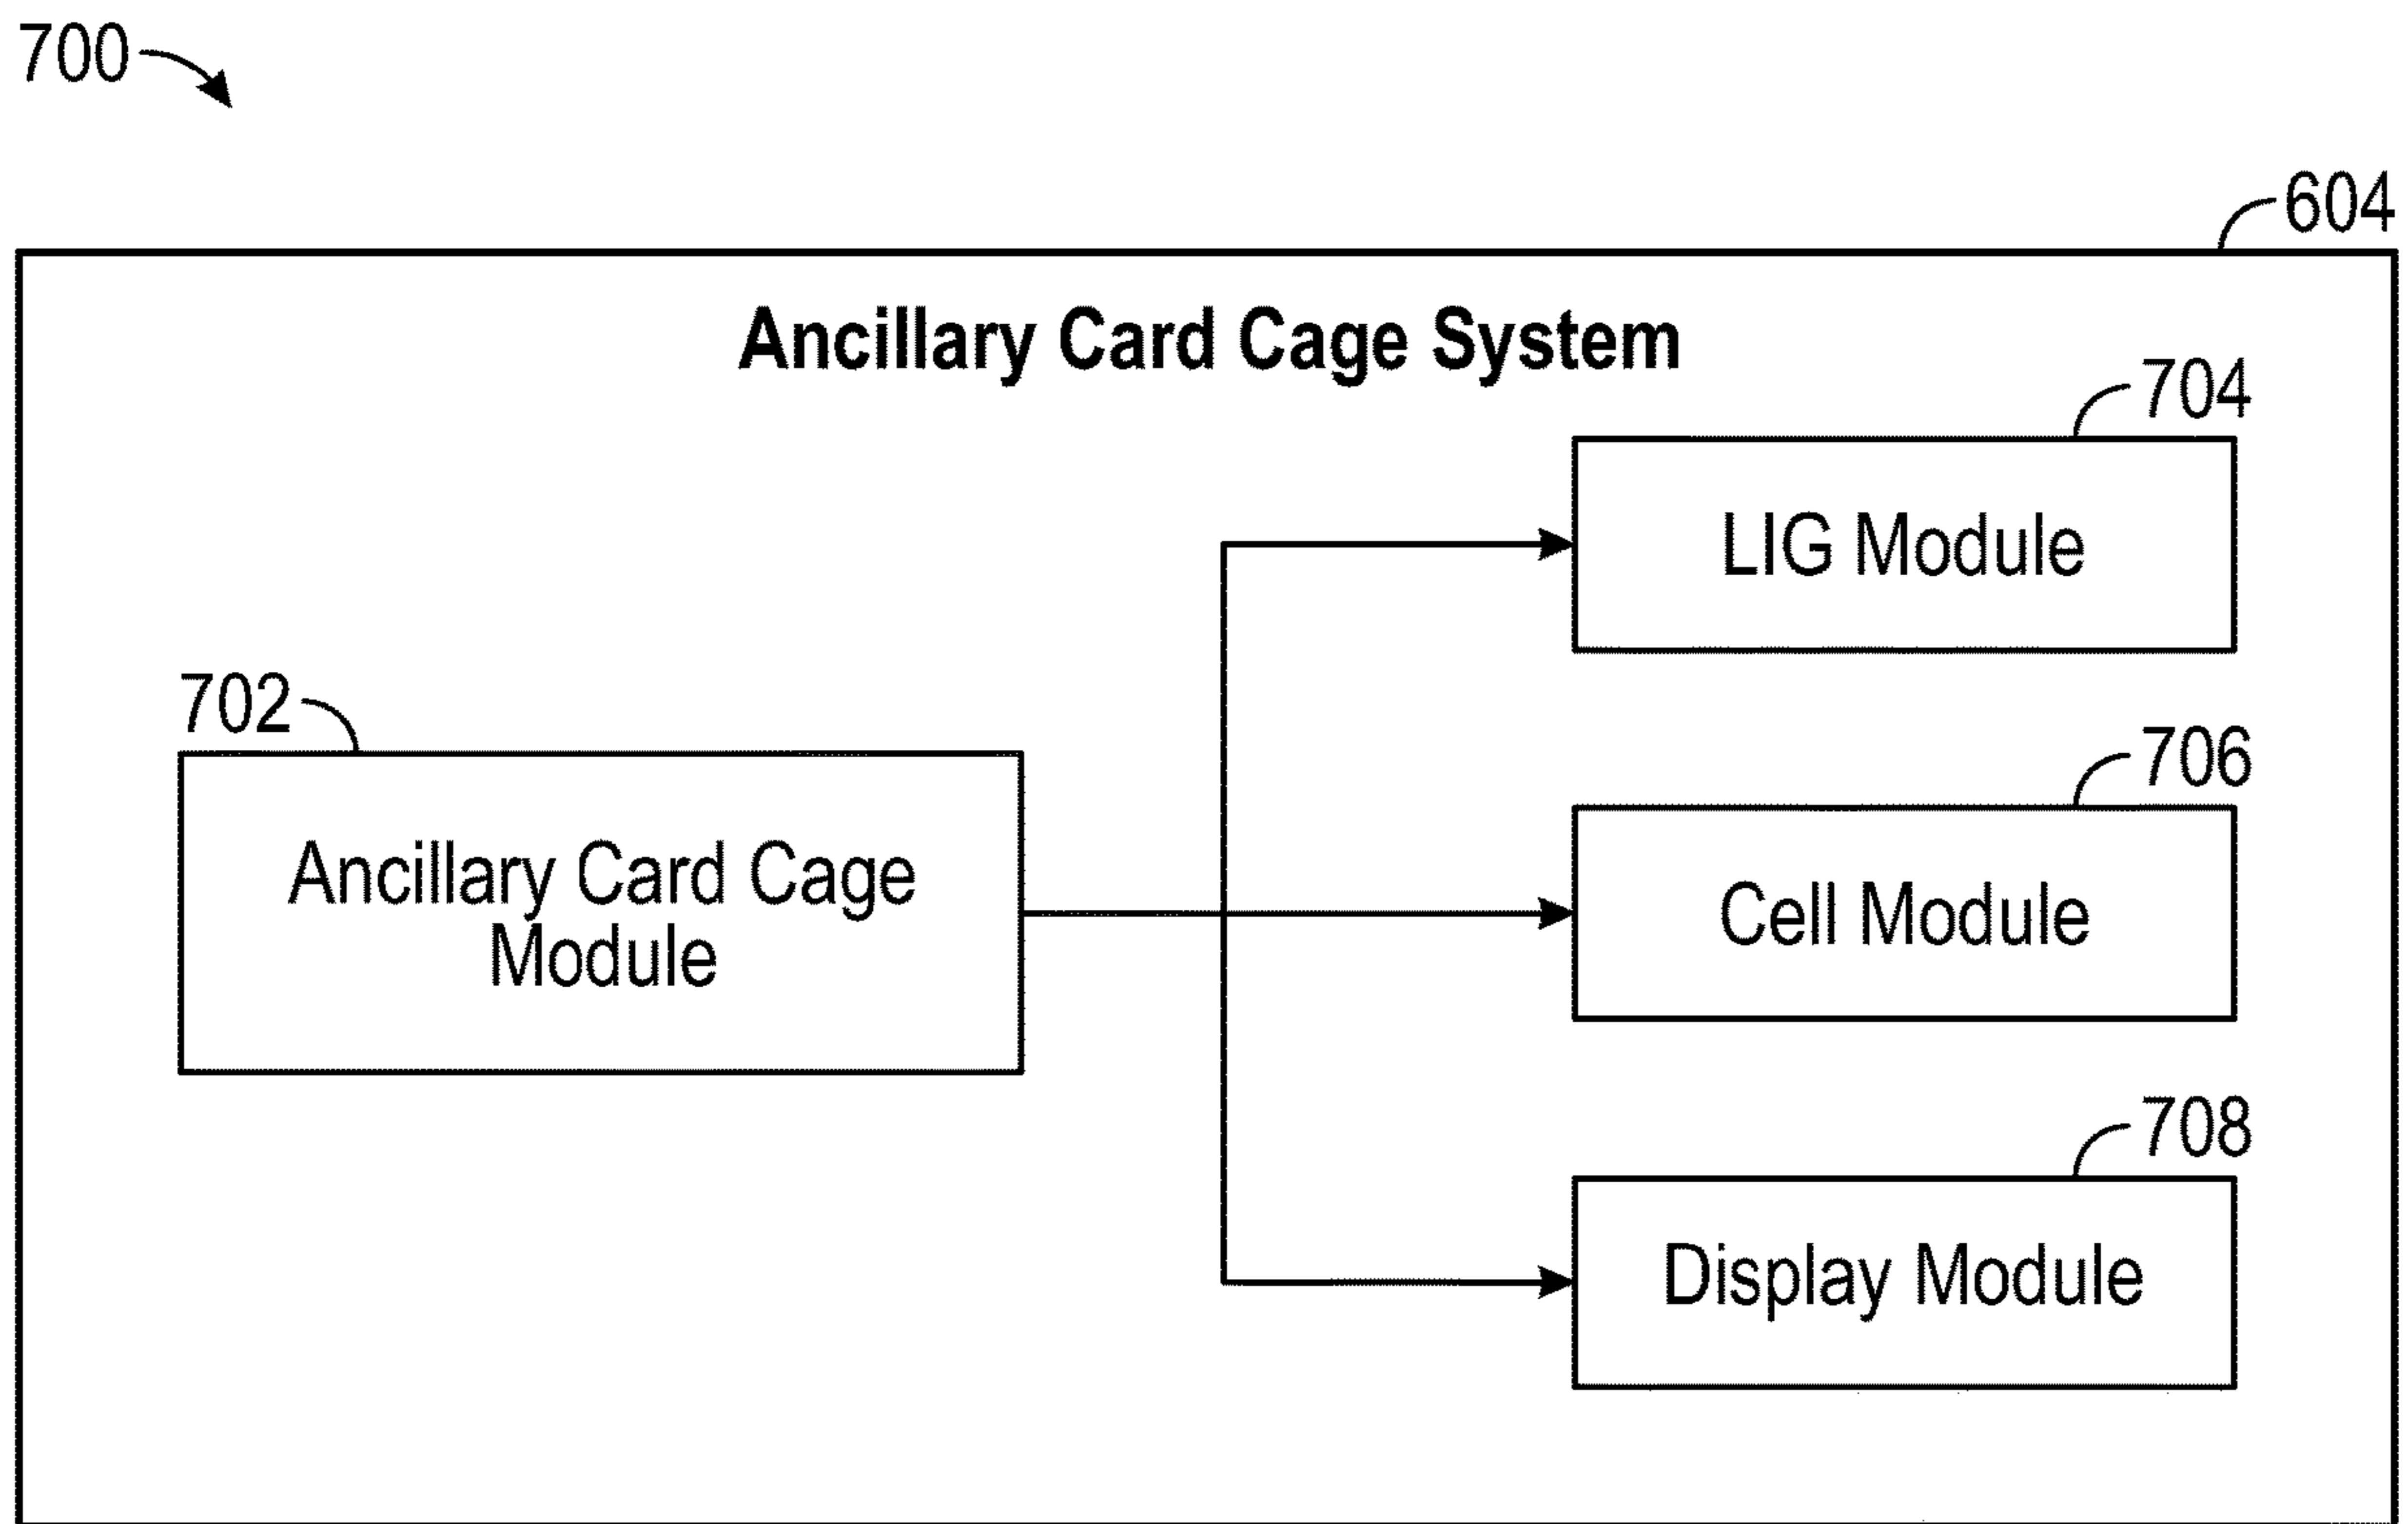 700
604
Ancillary Card Cage System
704
LIG Module
702
Ancillary Card Cage
Module
706
Cell Module
708
Display Module